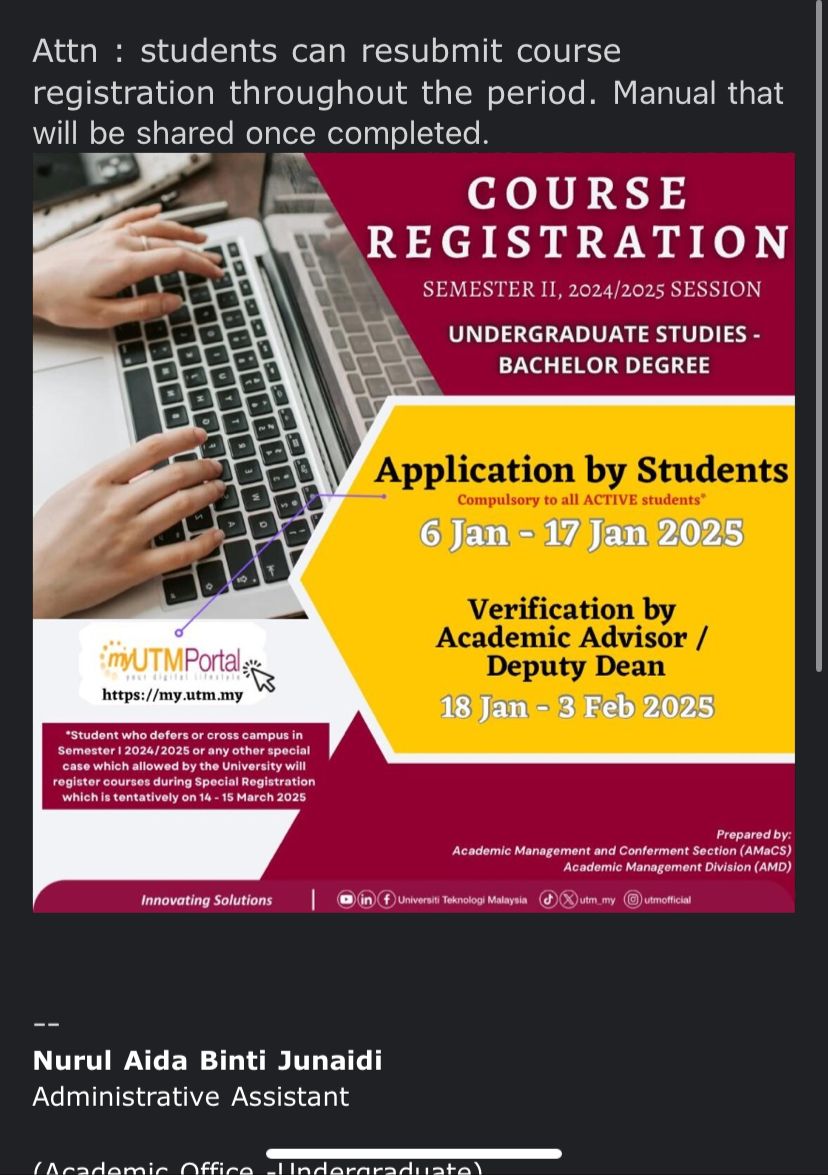 Attn : students can resubmit course
registration throughout the period. Manual that
will be shared once completed.
COURSE
REGISTRATION
SEMESTER II, 2024/2025 SESSION
UNDERGRADUATE STUDIES -
BACHELOR DEGREE
Application by Students
Compulsory to all ACTIVE students*
6 Jan - 17 Jan 2025
Verification by
Academic Advisor /
Deputy Dean
18 Jan - 3 Feb 2025
myUTMPortal
your digital lifestyle
https://my.utm.my
*Student who defers or cross campus in
Semester I 2024/2025 or any other special
case which allowed by the University will
register courses during Special Registration
which is tentatively on 14 - 15 March 2025
Prepared by:
Academic Management and Conferment Section (AMaCS)
Academic Management Division (AMD)
Innovating Solutions | Universiti Teknologi Malaysia utm_my utmofficial
--
Nurul Aida Binti Junaidi
Administrative Assistant
(Academic Office -Undergraduate)